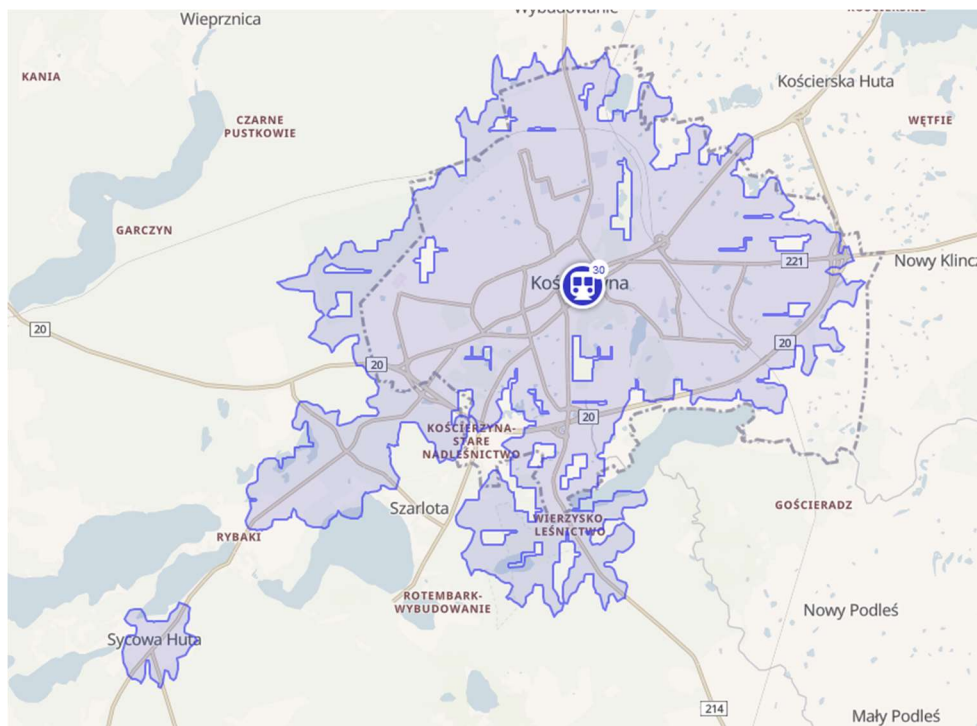 Wybudowanie
Wieprznica
KANIA
Kościerska Huta
CZARNE
PUSTKOWIE
WĘTFIE
GARCZYN
221
Nowy Klincz
30
20
20
20
20
KOŚCIERZYNA-
STARE
NADLEŚNICTWO
Szarlota
GOŚCIERADZ
WIERZYSKO
LEŚNICTWO
RYBAKI
ROTEMBARK-
WYBUDOWANIE
Nowy Podleś
Sycowa Huta
214
Mały Podleś